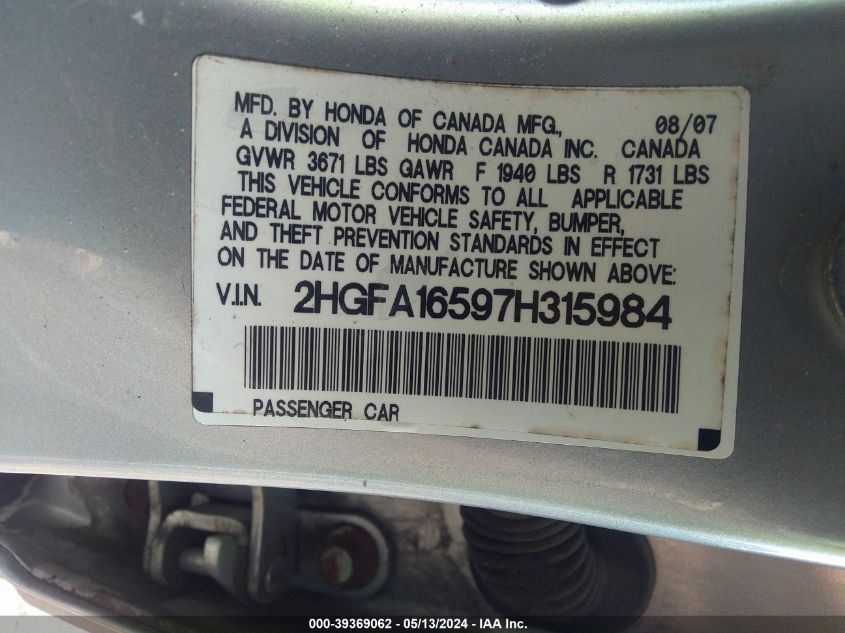 MFD. BY HONDA OF CANADA MFG., 08/07
A DIVISION OF HONDA CANADA INC. CANADA
GVWR 3671 LBS GAWR F 1940 LBS R 1731 LBS
THIS VEHICLE CONFORMS TO ALL APPLICABLE
FEDERAL MOTOR VEHICLE SAFETY, BUMPER,
AND THEFT PREVENTION STANDARDS IN EFFECT
ON THE DATE OF MANUFACTURE SHOWN ABOVE:
V.I.N. 2HGFA16597H315984
PASSENGER CAR
000-39369062 - 05/13/2024 - IAA Inc.